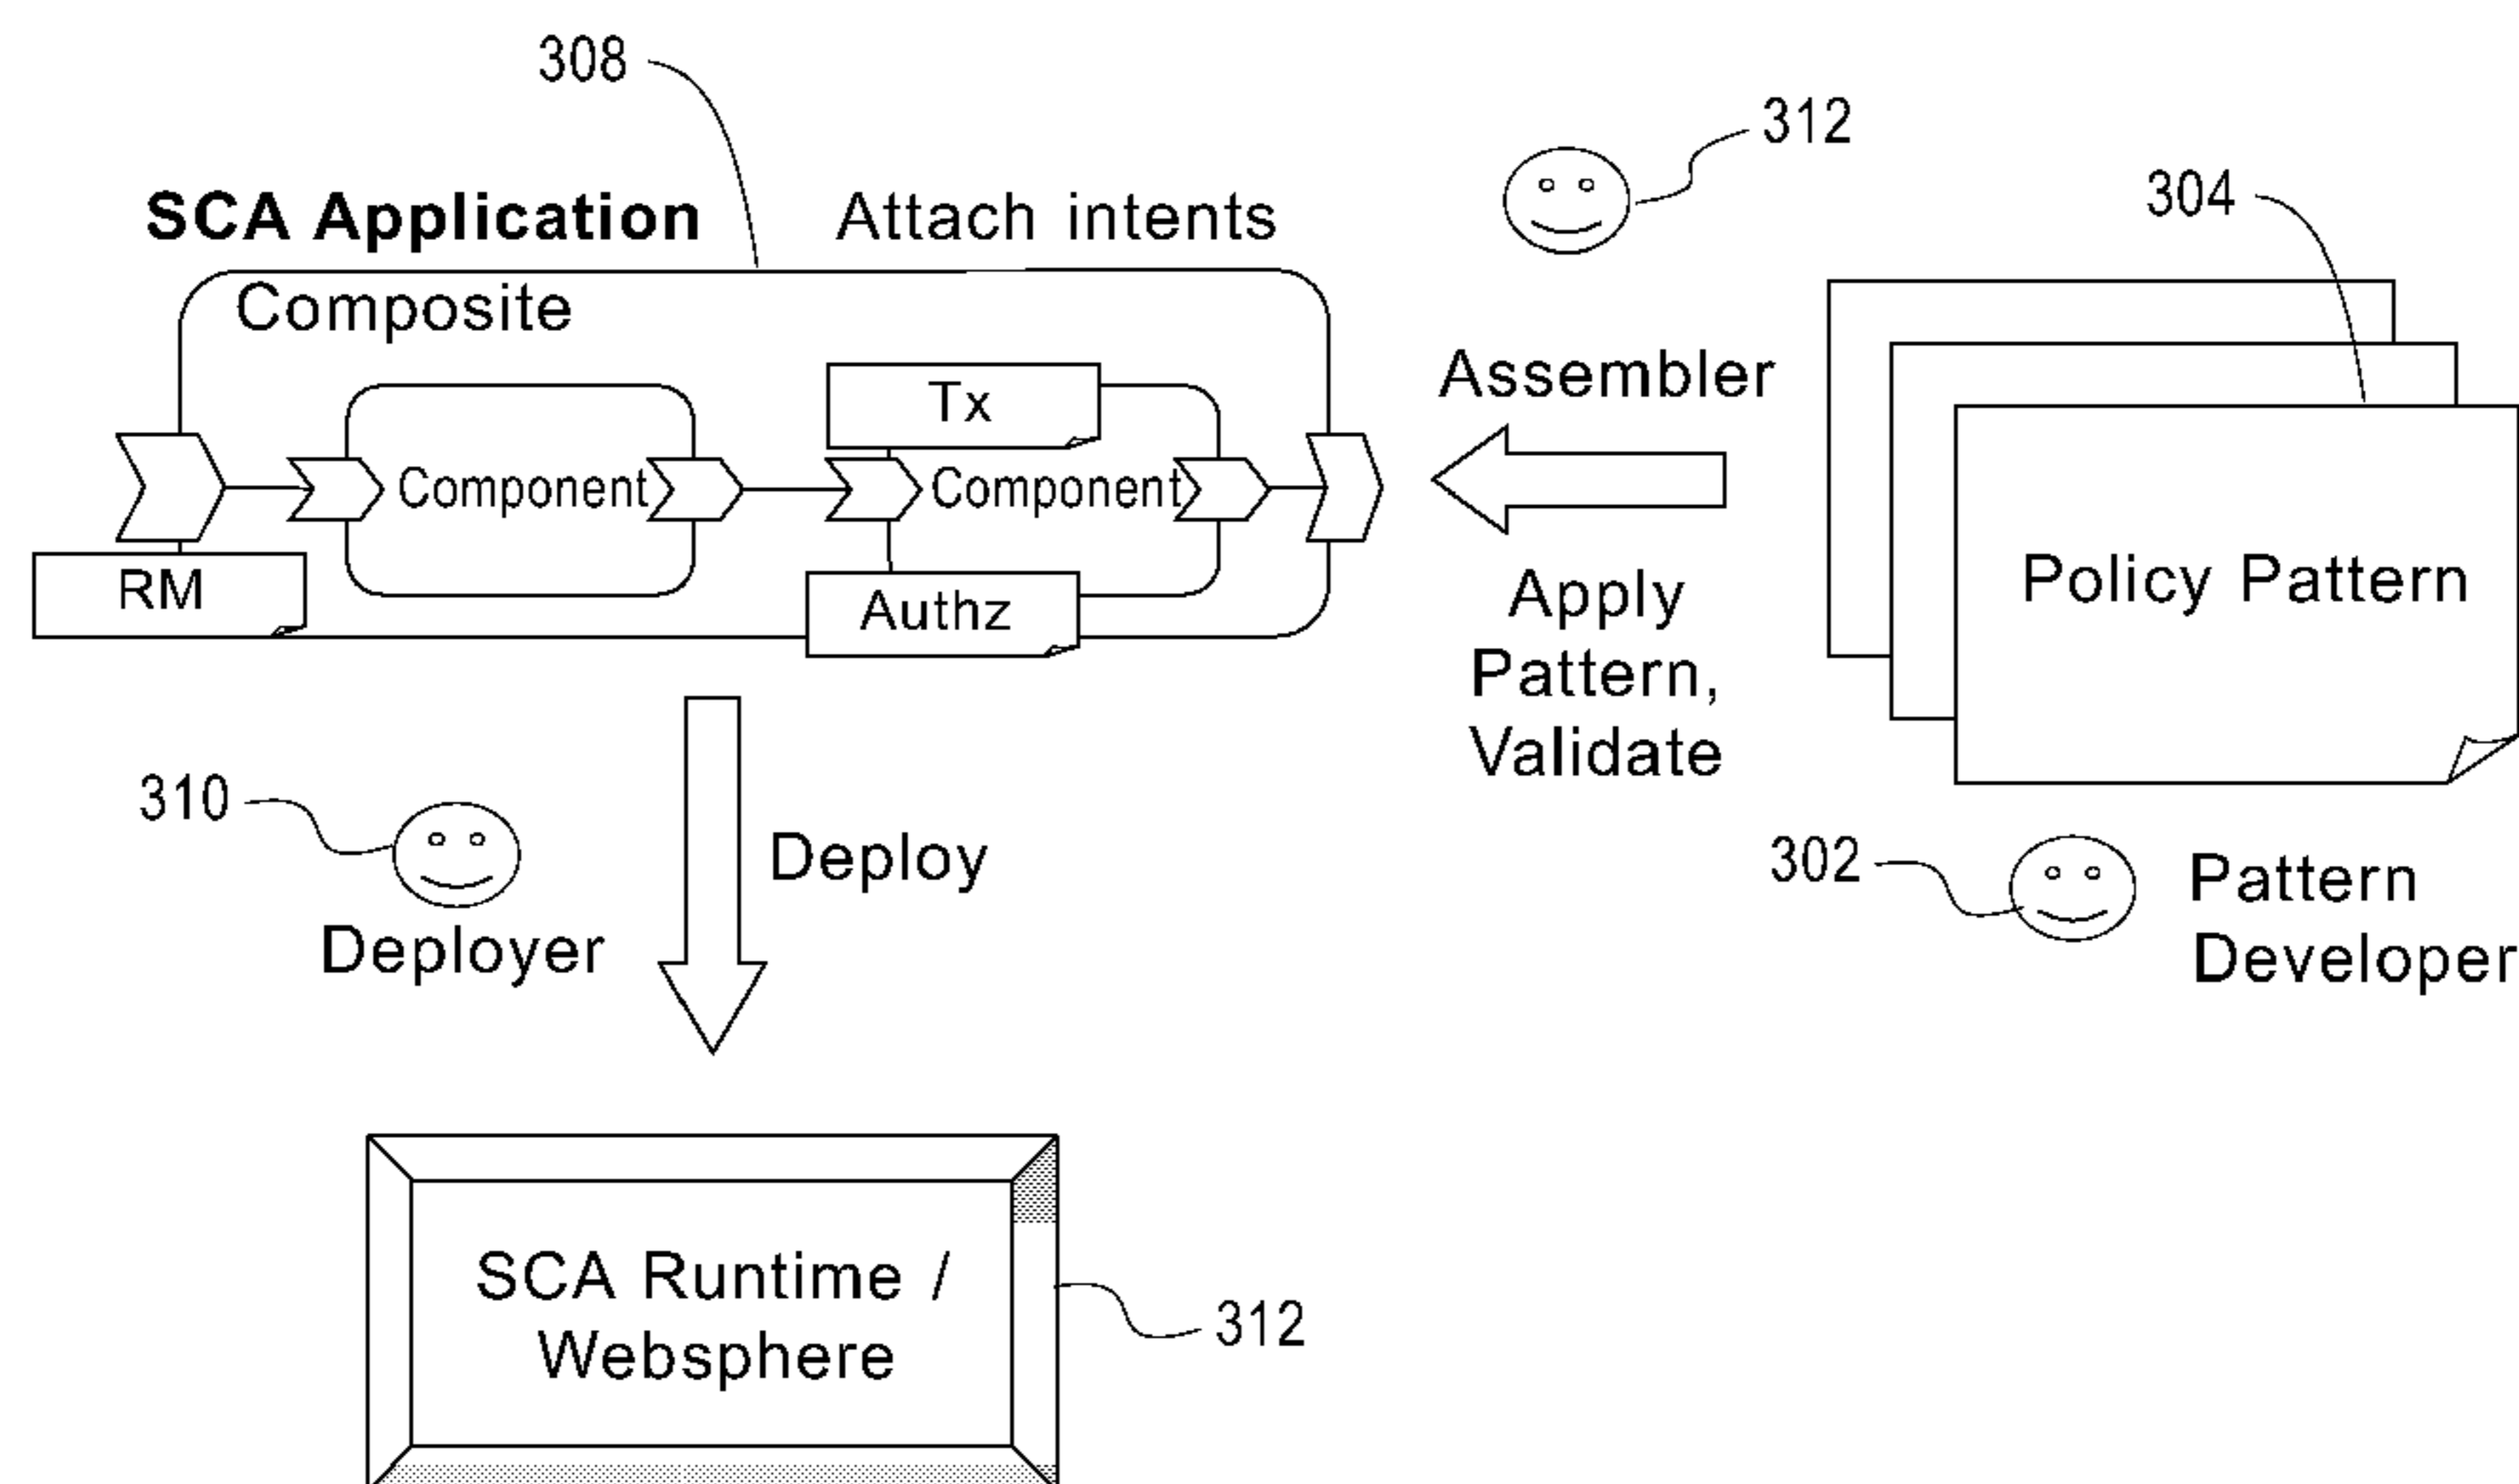 308
312
304
SCA Application
Attach intents
Composite
Tx
Assembler
Component
Component
RM
Authz
Apply
Pattern,
Validate
Policy Pattern
310
Deploy
Deployer
302
Pattern
Developer
SCA Runtime /
Websphere
312